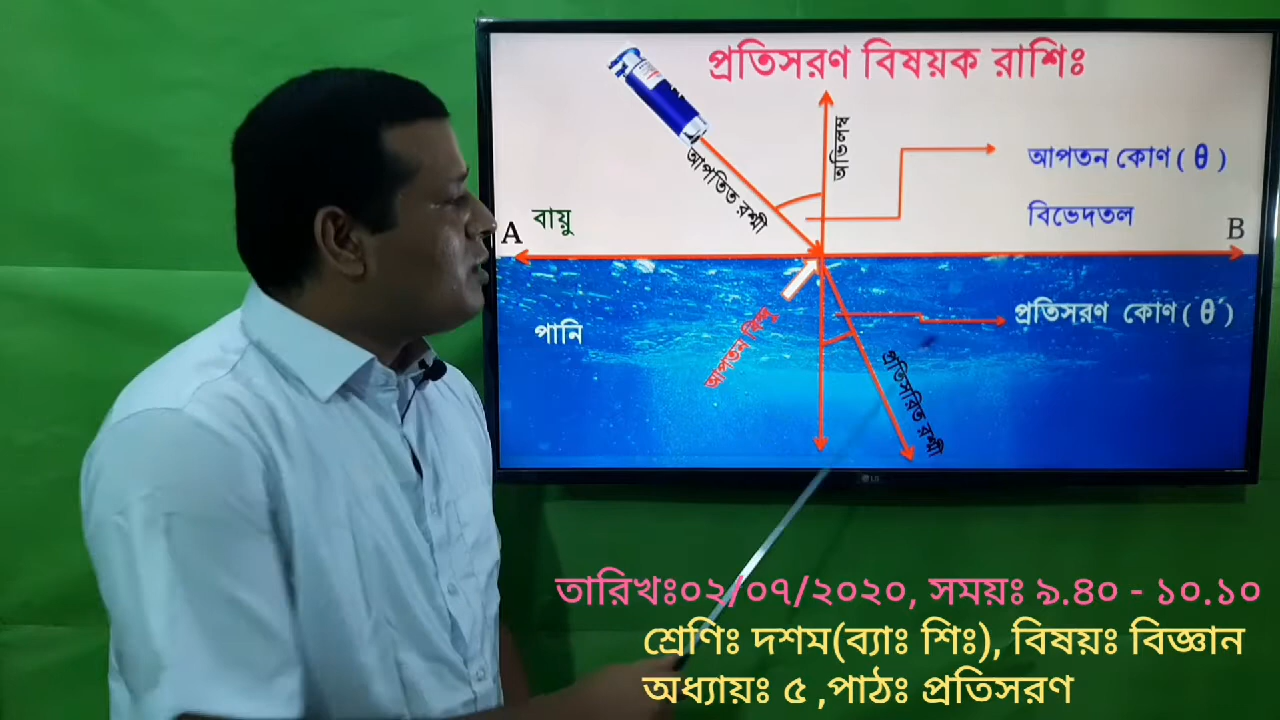 প্রতিসরণ বিষয়ক রাশিঃ
অভিলম্ব
আপতিত রশ্মী
আপতন কোণ ( θ )
বিভেদতল
A
বায়ু
B
পানি
আপতন বিন্দু
প্রতিসরণ কোণ ( θ´ )
প্রতিসরিত রশ্মী
LG
তারিখঃ০২/০৭/২০২০, সময়ঃ ৯.৪০ - ১০.১০
শ্রেণিঃ দশম(ব্যাঃ শিঃ), বিষয়ঃ বিজ্ঞান
অধ্যায়ঃ ৫ ,পাঠঃ প্রতিসরণ